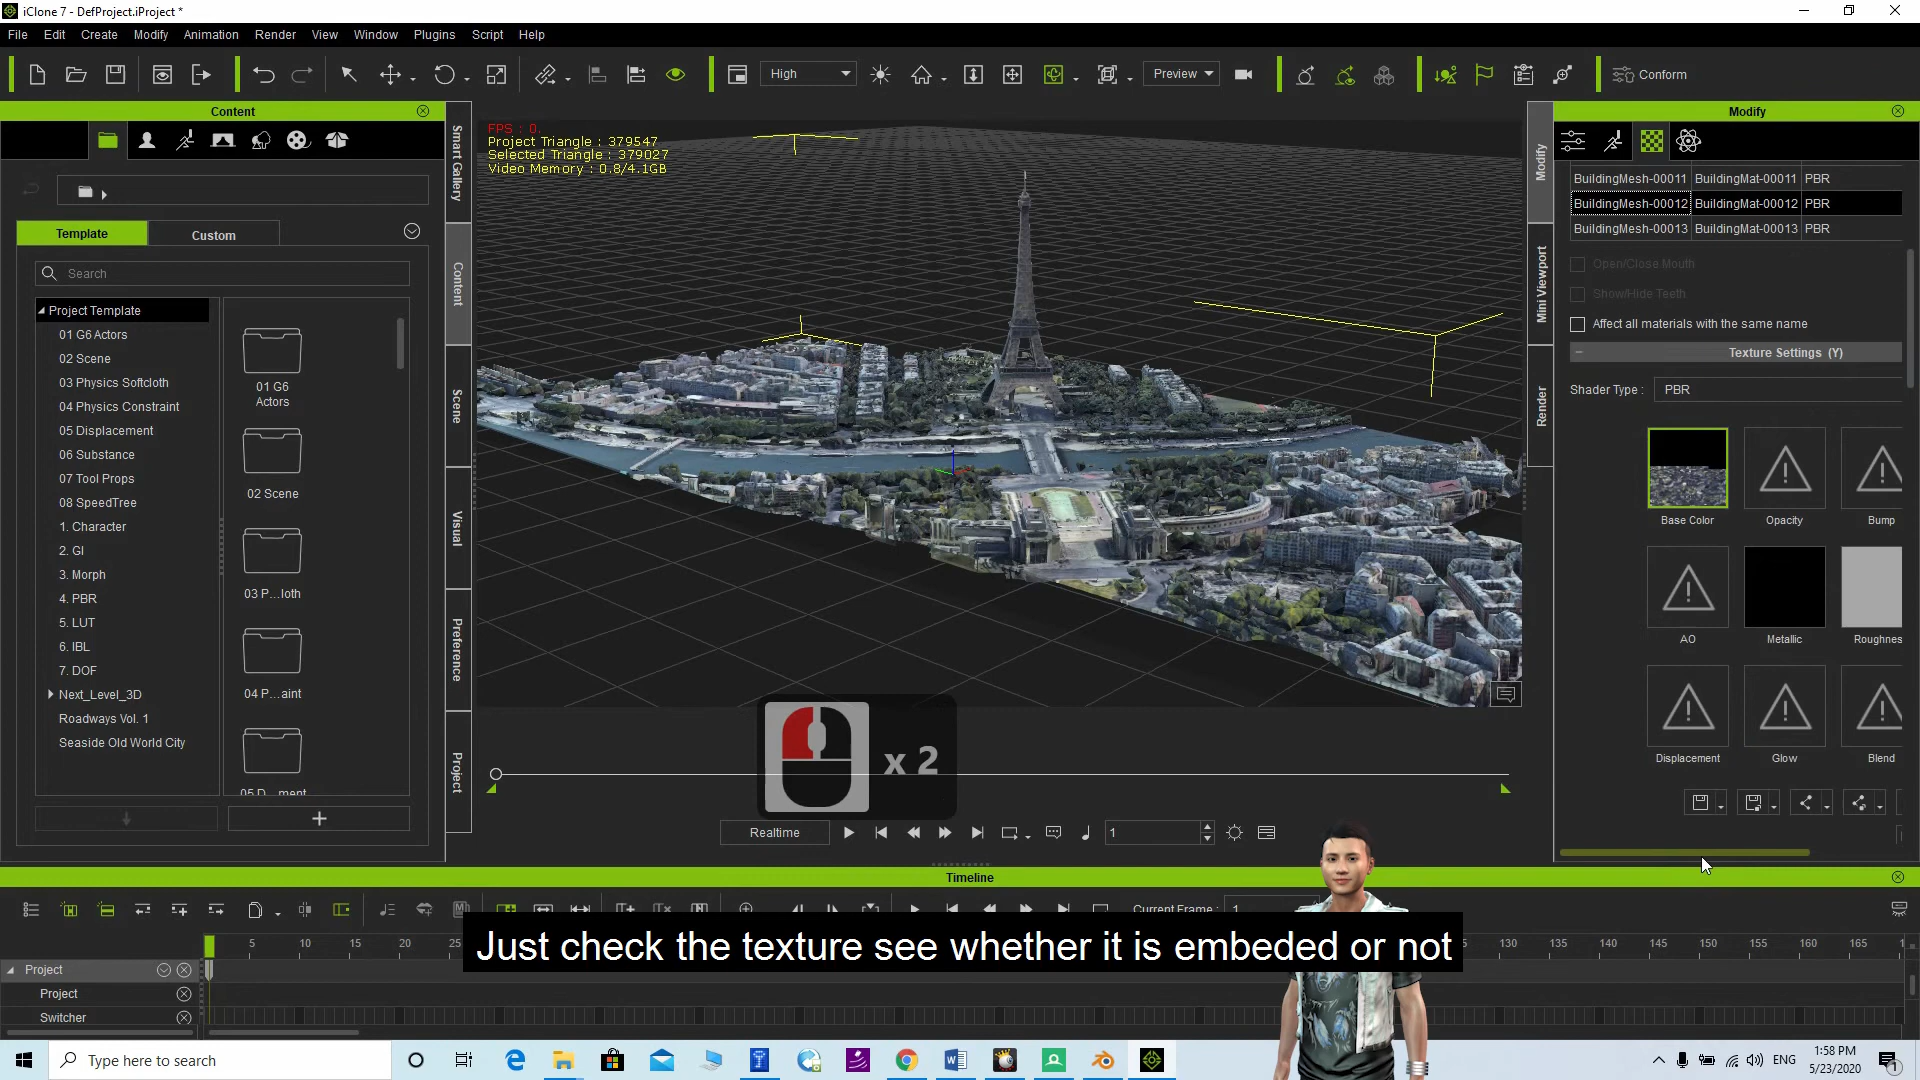 iClone 7 - DefProject.iProject *
File Edit Create Modify Animation Render View Window Plugins Script Help
High
Preview
Conform
Content
Modify
FPS : 0.
Project Triangle : 379547
Selected Triangle : 379027
Video Memory : 0.8/4.1GB
BuildingMesh-00011 BuildingMat-00011 PBR
BuildingMesh-00012 BuildingMat-00012 PBR
BuildingMesh-00013 BuildingMat-00013 PBR
Template
Custom
Search
Project Template
01 G6 Actors
02 Scene
03 Physics Softcloth
04 Physics Constraint
05 Displacement
06 Substance
07 Tool Props
08 SpeedTree
1. Character
2. GI
3. Morph
4. PBR
5. LUT
6. IBL
7. DOF
Next_Level_3D
Roadways Vol. 1
Seaside Old World City
01 G6
Actors
02 Scene
03 P...loth
04 P...aint
05 D...ment
Smart Gallery
Content
Scene
Visual
Preference
Project
Modify
Mini Viewport
Render
Open/Close Mouth
Show/Hide Teeth
Affect all materials with the same name
Texture Settings (Y)
Shader Type : PBR
Base Color
Opacity
Bump
AO
Metallic
Roughnes
Displacement
Glow
Blend
x 2
Realtime
1
Timeline
Current Frame : 1
5 10 15 20 25
130 135 140 145 150 155 160 165 1
Just check the texture see whether it is embeded or not
Project
Project
Switcher
Type here to search
ENG
1:58 PM
5/23/2020
1